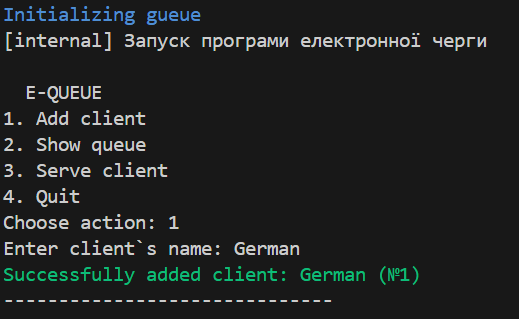 Initializing gueue
[internal] Запуск програми електронної черги
E-QUEUE
1. Add client
2. Show queue
3. Serve client
4. Quit
Choose action: 1
Enter client`s name: German
Successfully added client: German (№1)
------------------------------